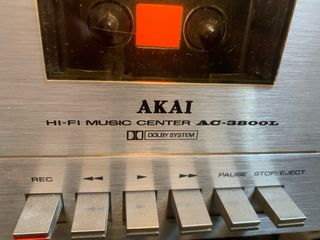 AKAI
HI-FI MUSIC CENTER AC-3800L
DOLBY SYSTEM
REC ◀◀ ▶ ▶▶ PAUSE STOP/EJECT